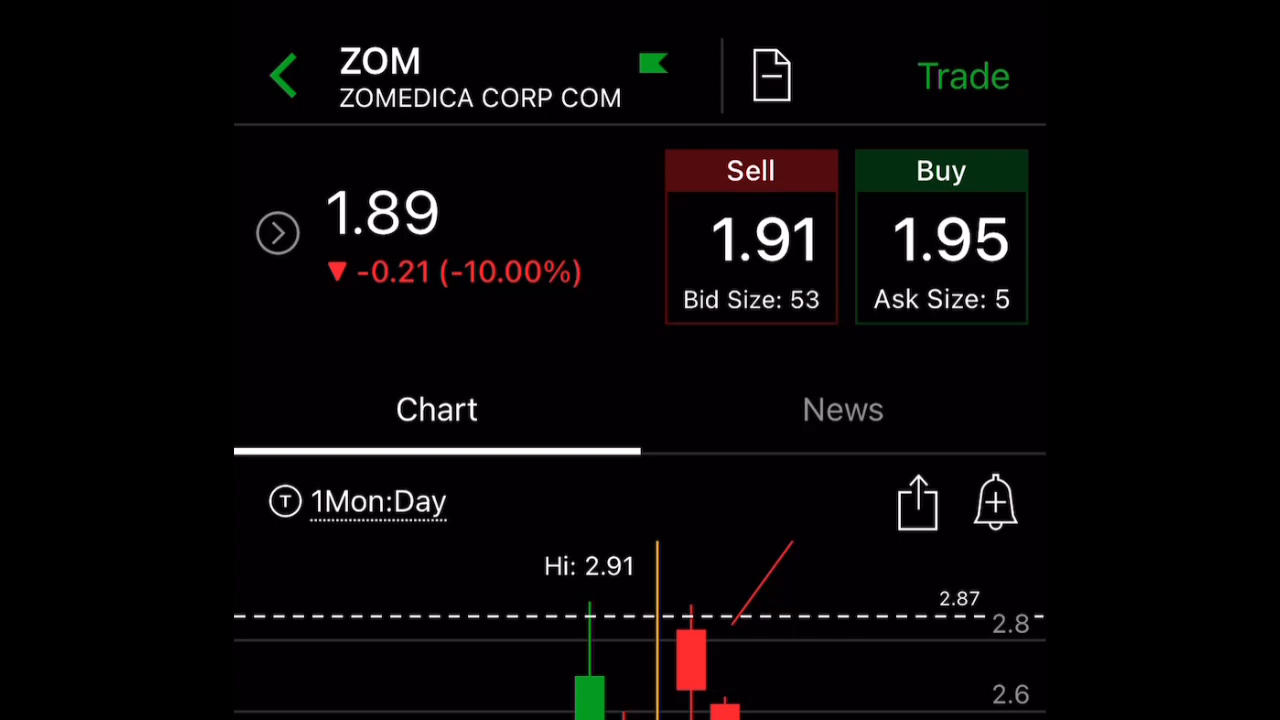 ZOM
ZOMEDICA CORP COM
Trade
1.89
▼ -0.21 (-10.00%)
Sell
1.91
Bid Size: 53
Buy
1.95
Ask Size: 5
Chart
News
T 1Mon:Day
Hi: 2.91
2.87
2.8
2.6